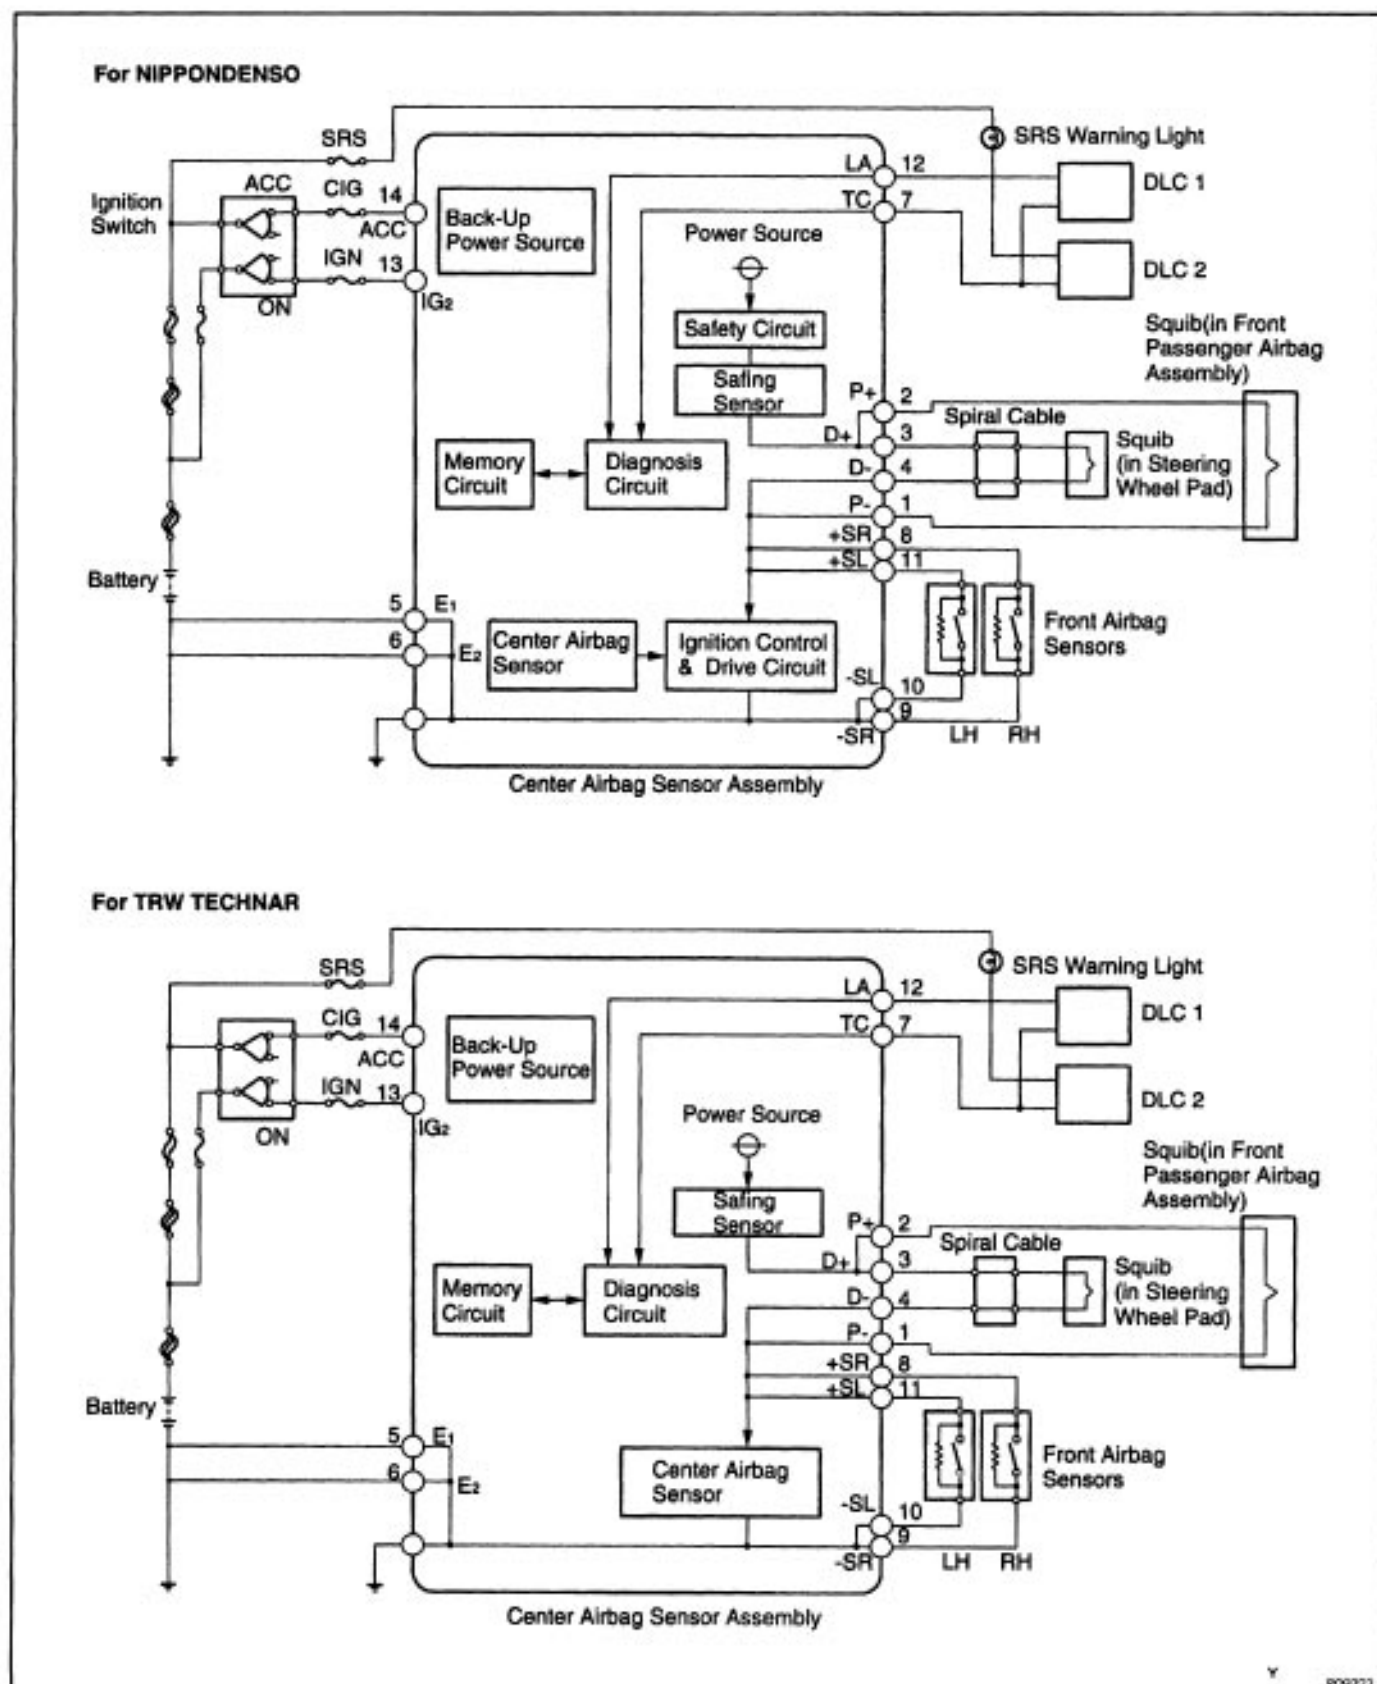 For NIPPONDENSO
SRS
SRS Warning Light
LA
12
DLC 1
Ignition
Switch
ACC
CIG
14
ACC
Back-Up
Power Source
TC
7
Power Source
IGN
13
IG2
ON
DLC 2
Safety Circuit
Squib(in Front
Passenger Airbag
Assembly)
Safing
Sensor
P+
2
Spiral Cable
D+
3
Squib
(in Steering
Wheel Pad)
Memory
Circuit
Diagnosis
Circuit
D-
4
P-
1
+SR
8
+SL
11
Battery
5
E1
6
E2
Center Airbag
Sensor
Ignition Control
& Drive Circuit
Front Airbag
Sensors
-SL
10
9
-SR
LH
RH
Center Airbag Sensor Assembly
For TRW TECHNAR
SRS
SRS Warning Light
LA
12
DLC 1
CIG
14
ACC
Back-Up
Power Source
TC
7
IGN
13
IG2
ON
DLC 2
Power Source
Squib(in Front
Passenger Airbag
Assembly)
Safing
Sensor
P+
2
Spiral Cable
D+
3
Squib
(in Steering
Wheel Pad)
Memory
Circuit
Diagnosis
Circuit
D-
4
P-
1
+SR
8
+SL
11
Battery
5
E1
6
E2
Center Airbag
Sensor
Front Airbag
Sensors
-SL
10
9
-SR
LH
RH
Center Airbag Sensor Assembly
Y